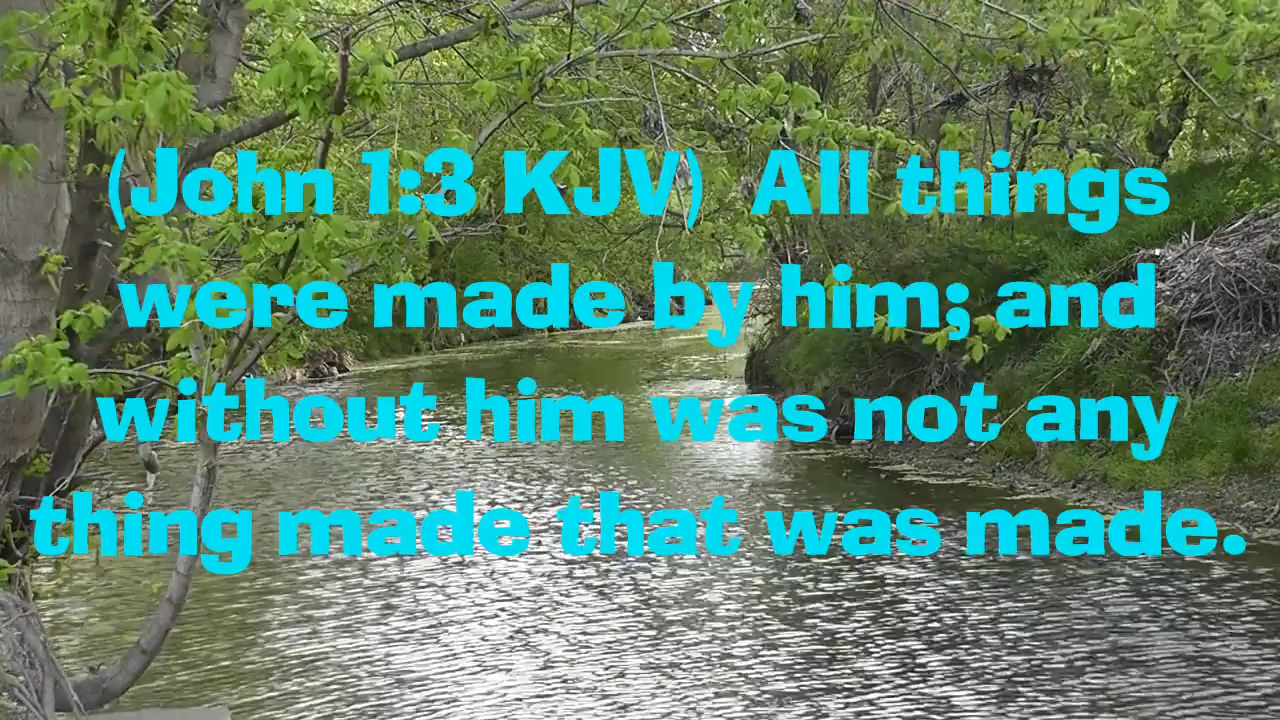 (John 1:3 KJV)  All things
were made by him; and
without him was not any
thing made that was made.